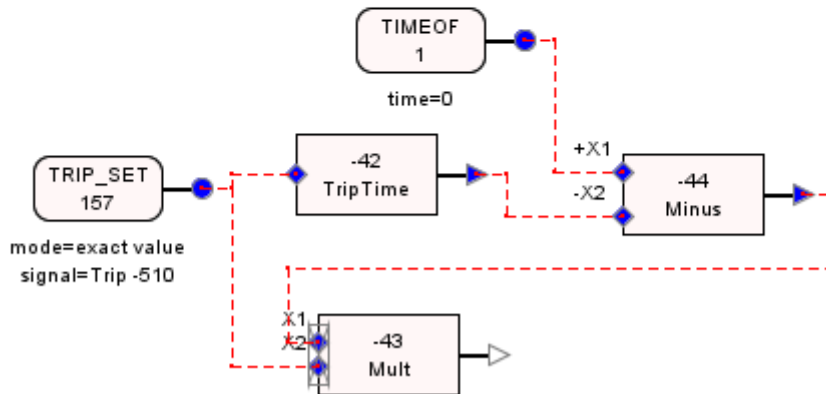 TIMEOF
1
time=0
-42
TripTime
+X1
-X2
-44
Minus
TRIP_SET
157
mode=exact value
signal=Trip -510
X1
X2
-43
Mult